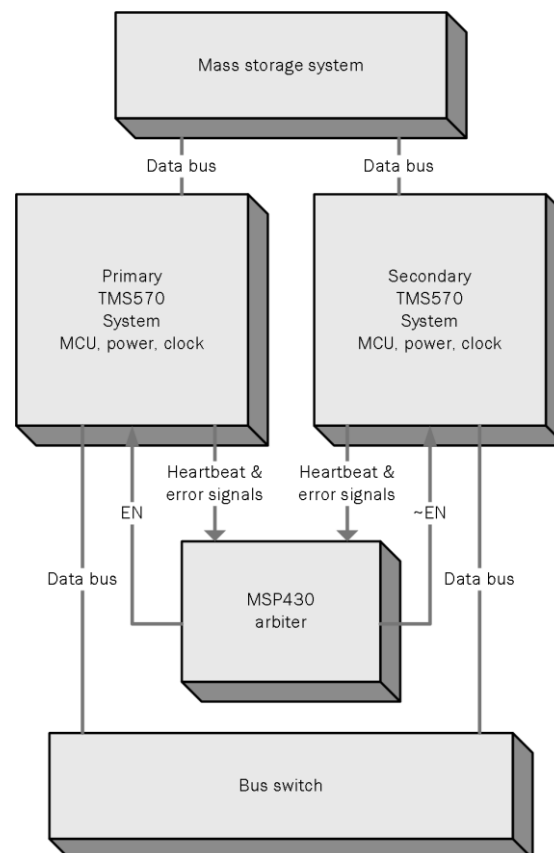 Mass storage system
Data bus
Data bus
Primary
TMS570
System
MCU, power, clock
Secondary
TMS570
System
MCU, power, clock
Heartbeat &
error signals
Heartbeat &
error signals
EN
~EN
Data bus
MSP430
arbiter
Data bus
Bus switch